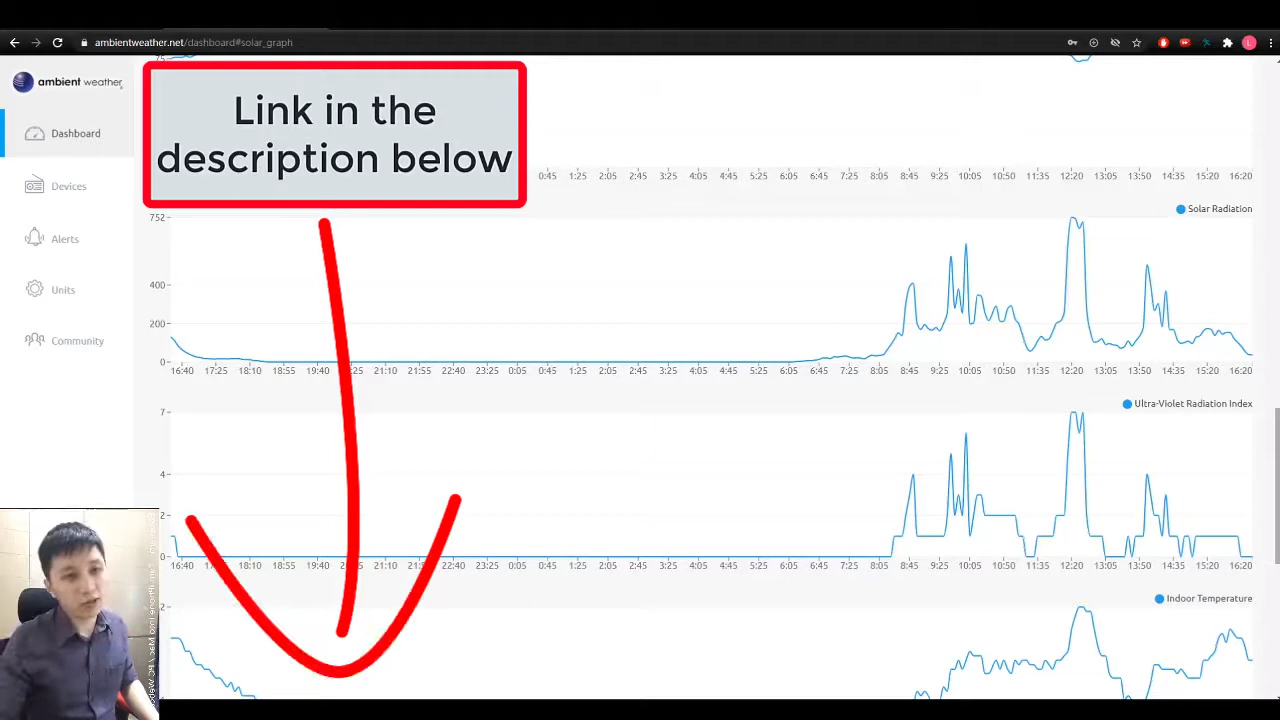 ambientweather.net/dashboard#solar_graph
ambient weather
Dashboard
Devices
Alerts
Units
Community
Link in the
description below
75
0:45 1:25 2:05 2:45 3:25 4:05 4:45 5:25 6:05 6:45 7:25 8:05 8:45 9:25 10:05 10:50 11:35 12:20 13:05 13:50 14:35 15:20 16:20
Solar Radiation
752
400
200
0
16:40 17:25 18:10 18:55 19:40 21:10 21:55 22:40 23:25 0:05 1:25 2:05 2:45 3:25 4:05 4:45 5:25 6:05 6:45 7:25 8:05 8:45 9:25 10:05 10:50 11:35 12:20 13:05 13:50 14:35 15:20 16:20
Ultra-Violet Radiation Index
7
4
2
0
16:40 18:10 18:55 19:40 21:10 21:55 22:40 23:25 0:05 1:25 2:05 2:45 3:25 4:05 4:45 5:25 6:05 6:45 7:25 8:05 8:45 9:25 10:05 10:50 11:35 12:20 13:05 13:50 14:35 15:20 16:20
Indoor Temperature